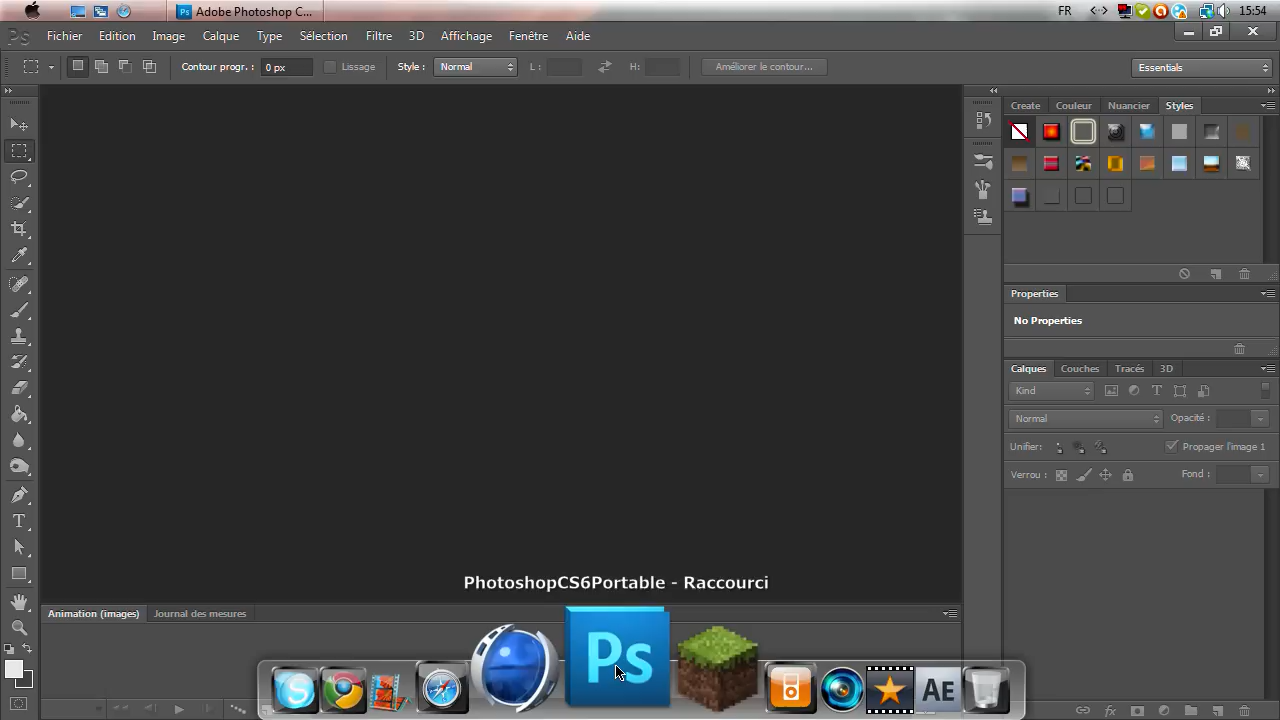 Adobe Photoshop C...
FR
15:54
Ps
Fichier Edition Image Calque Type Sélection Filtre 3D Affichage Fenêtre Aide
Contour progr. : 0 px Lissage Style : Normal L : H: Améliorer le contour... Essentials
Create Couleur Nuancier Styles
Properties
No Properties
Calques Couches Tracés 3D
Kind
Normal Opacité :
Unifier: Propager l'image 1
Verrou : Fond :
PhotoshopCS6Portable - Raccourci
Animation (images) Journal des mesures
Ps
AE